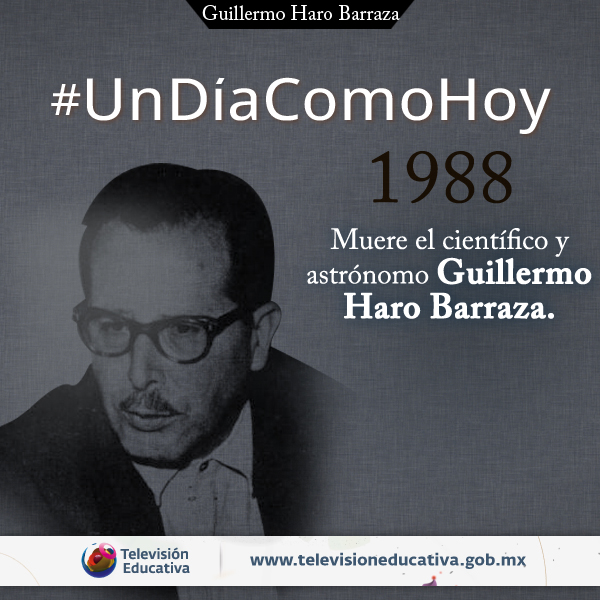 Guillermo Haro Barraza
#UnDíaComoHoy
1988
Muere el científico y
astrónomo Guillermo
Haro Barraza.
Televisión
Educativa
www.televisioneducativa.gob.mx